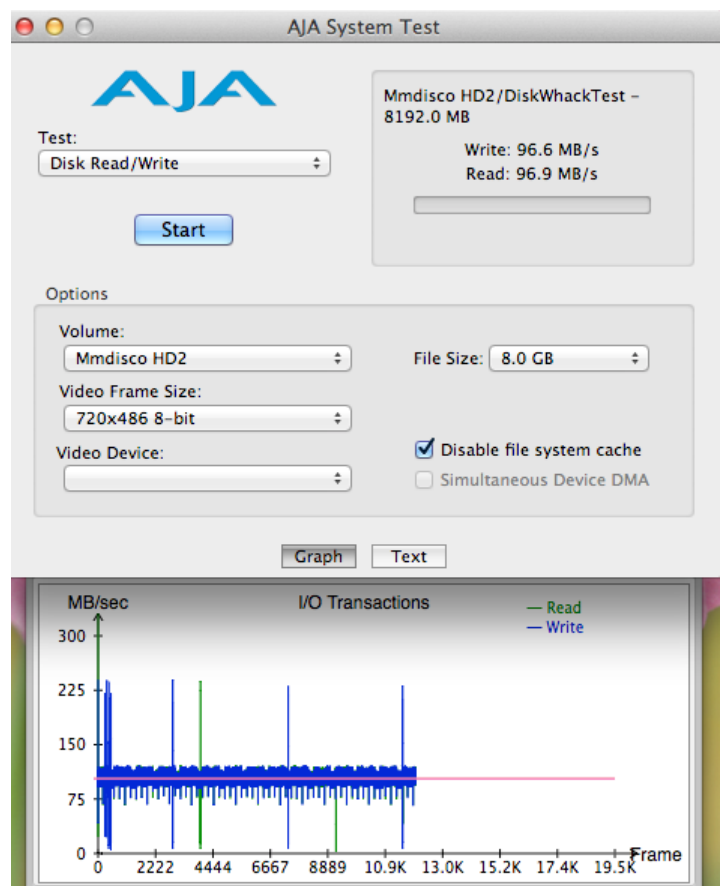 AJA System Test
AJA
Mmdisco HD2/DiskWhackTest –
8192.0 MB
Write: 96.6 MB/s
Read: 96.9 MB/s
Test:
Disk Read/Write
Start
Options
Volume:
Mmdisco HD2
File Size: 8.0 GB
Video Frame Size:
720x486 8-bit
Video Device:
Disable file system cache
Simultaneous Device DMA
Graph Text
MB/sec I/O Transactions
Read
Write
300
225
150
75
0
0 2222 4444 6667 8889 10.9K 13.0K 15.2K 17.4K 19.5K Frame